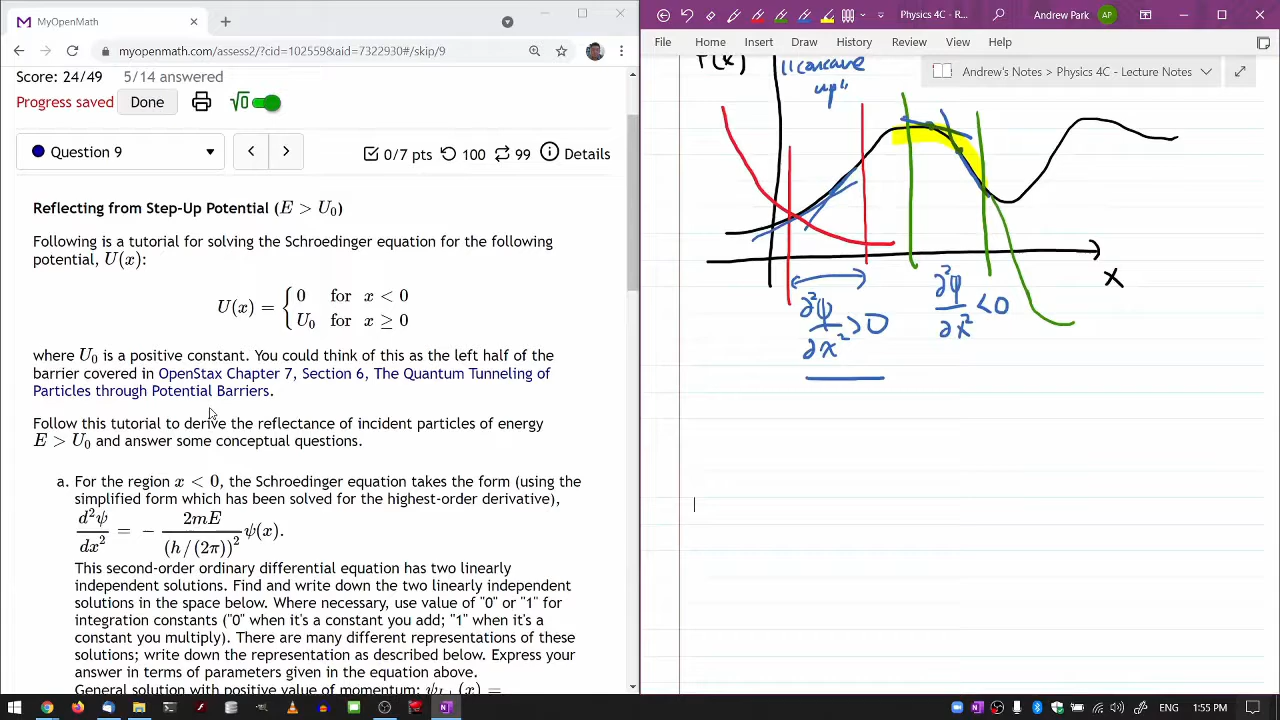 MyOpenMath
myopenmath.com/assess2/?cid=102559&aid=7322930#/skip/9
Score: 24/49 5/14 answered
Progress saved Done √0
Question 9
0/7 pts 100 99 Details
Reflecting from Step-Up Potential (E > U₀)
Following is a tutorial for solving the Schroedinger equation for the following
potential, U(x):
U(x) = { 0 for x < 0
U₀ for x ≥ 0
where U₀ is a positive constant. You could think of this as the left half of the
barrier covered in OpenStax Chapter 7, Section 6, The Quantum Tunneling of
Particles through Potential Barriers.
Follow this tutorial to derive the reflectance of incident particles of energy
E > U₀ and answer some conceptual questions.
a. For the region x < 0, the Schroedinger equation takes the form (using the
simplified form which has been solved for the highest-order derivative),
d²ψ/dx² = − 2mE/(h/(2π))² ψ(x).
This second-order ordinary differential equation has two linearly
independent solutions. Find and write down the two linearly independent
solutions in the space below. Where necessary, use value of "0" or "1" for
integration constants ("0" when it's a constant you add; "1" when it's a
constant you multiply). There are many different representations of these
solutions; write down the representation as described below. Express your
answer in terms of parameters given in the equation above.
General solution with positive value of momentum:
Physics 4C - R...
Andrew Park AP
File Home Insert Draw History Review View Help
Andrew's Notes > Physics 4C - Lecture Notes
"concave
up"
X
∂²ψ/∂x² > 0
∂²ψ/∂x² < 0
ENG 1:55 PM